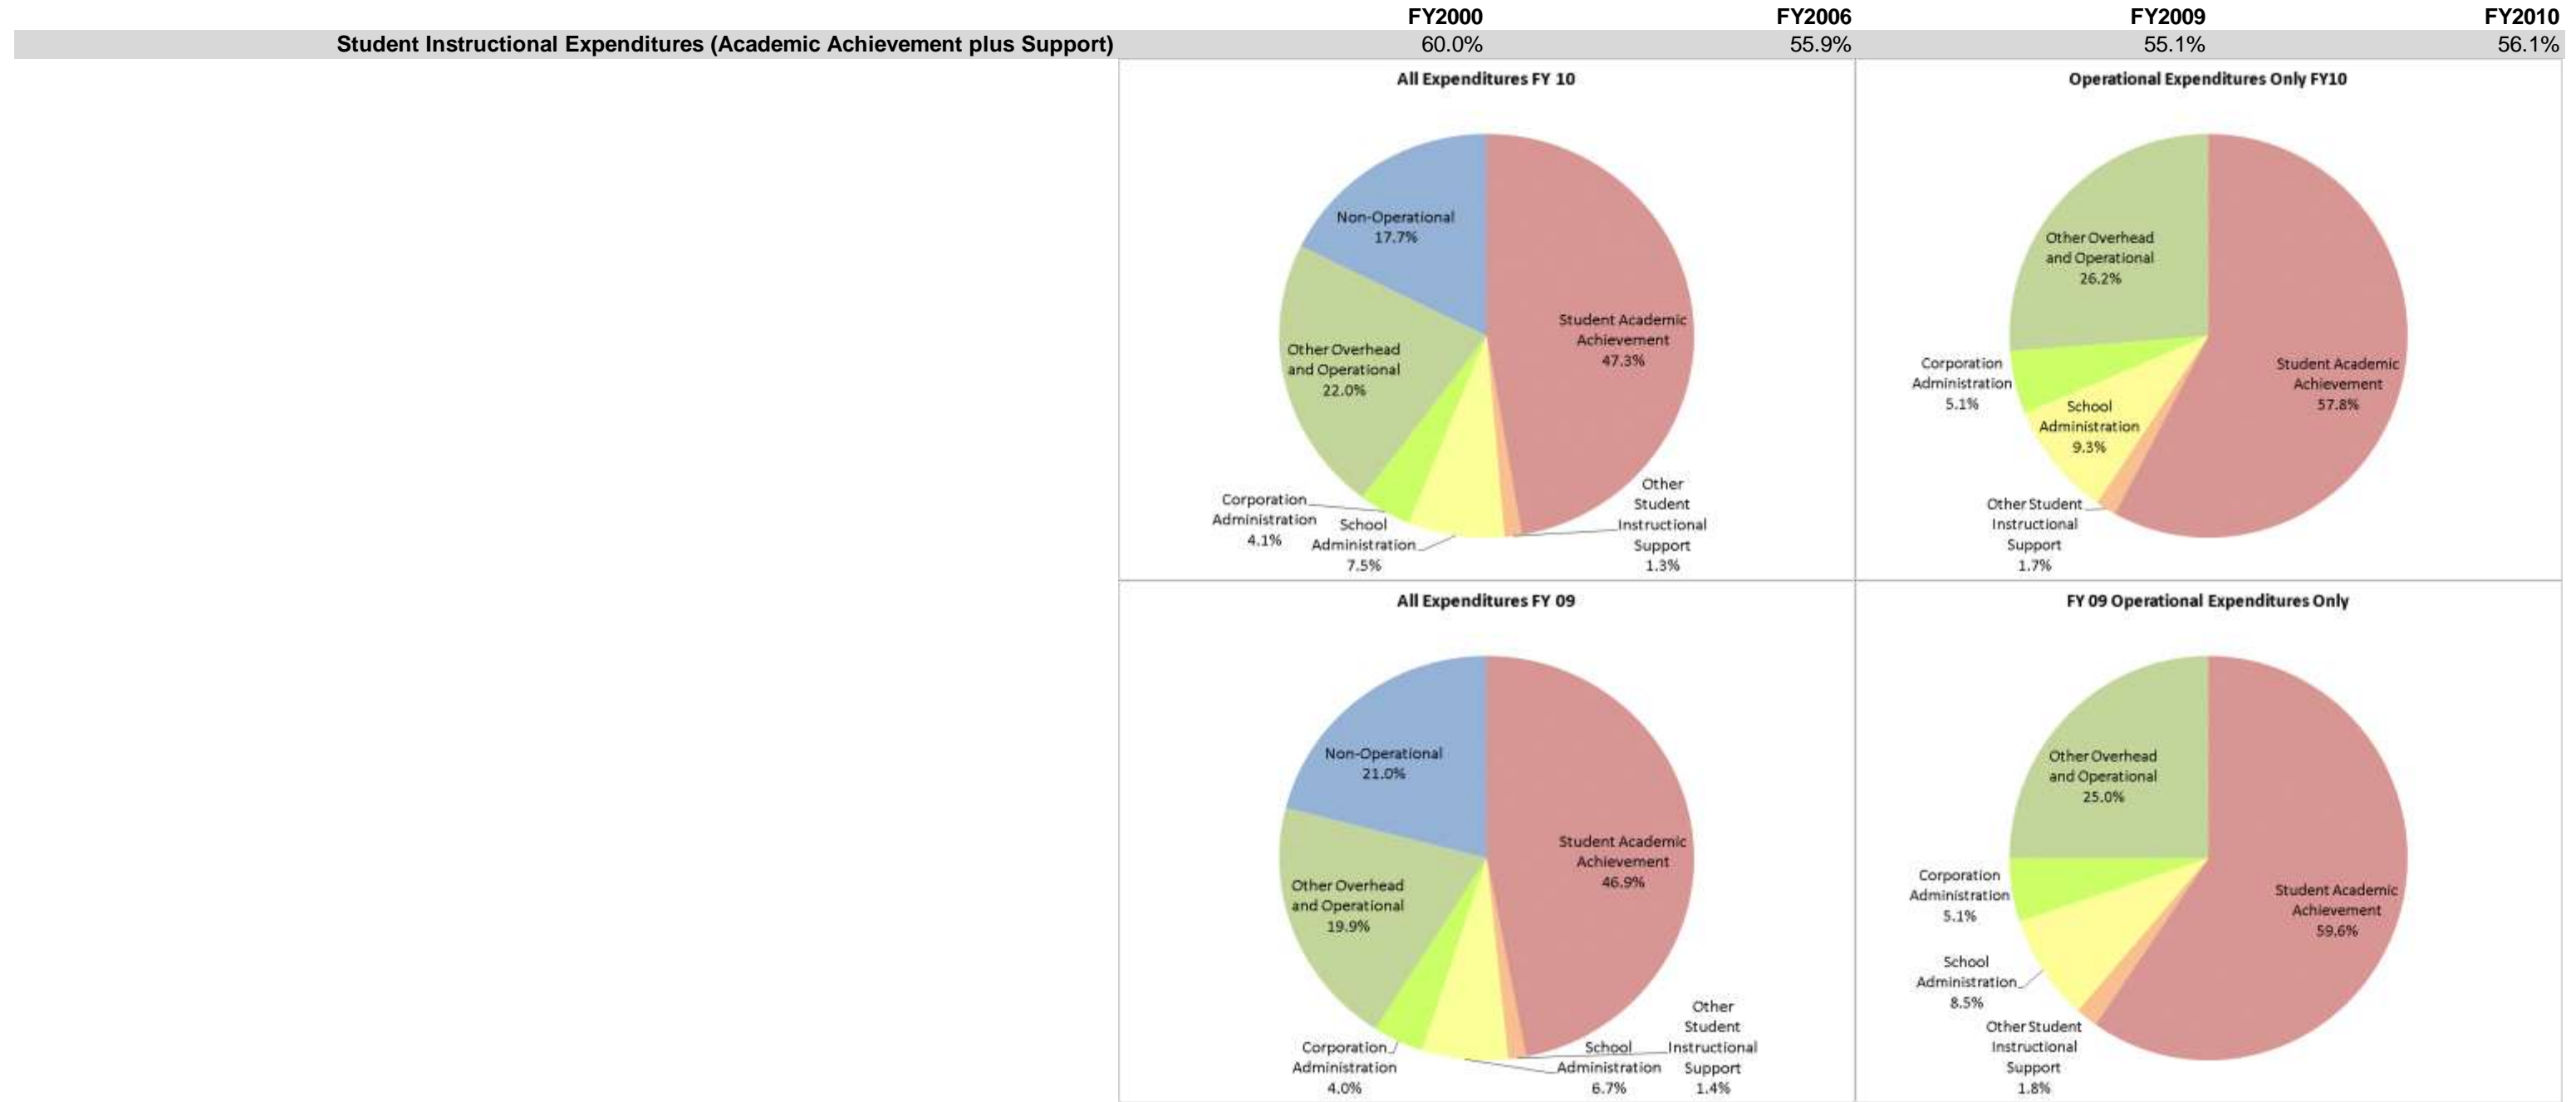 FY2000 FY2006 FY2009 FY2010
Student Instructional Expenditures (Academic Achievement plus Support) 60.0% 55.9% 55.1% 56.1%
All Expenditures FY 10
Non-Operational
17.7%
Student Academic
Achievement
47.3%
Other Overhead
and Operational
22.0%
Corporation
Administration
4.1%
School
Administration
7.5%
Other
Student
Instructional
Support
1.3%
Operational Expenditures Only FY10
Other Overhead
and Operational
26.2%
Student Academic
Achievement
57.8%
Corporation
Administration
5.1%
School
Administration
9.3%
Other Student
Instructional
Support
1.7%
All Expenditures FY 09
Non-Operational
21.0%
Student Academic
Achievement
46.9%
Other Overhead
and Operational
19.9%
Corporation
Administration
4.0%
School
Administration
6.7%
Other
Student
Instructional
Support
1.4%
FY 09 Operational Expenditures Only
Other Overhead
and Operational
25.0%
Student Academic
Achievement
59.6%
Corporation
Administration
5.1%
School
Administration
8.5%
Other Student
Instructional
Support
1.8%